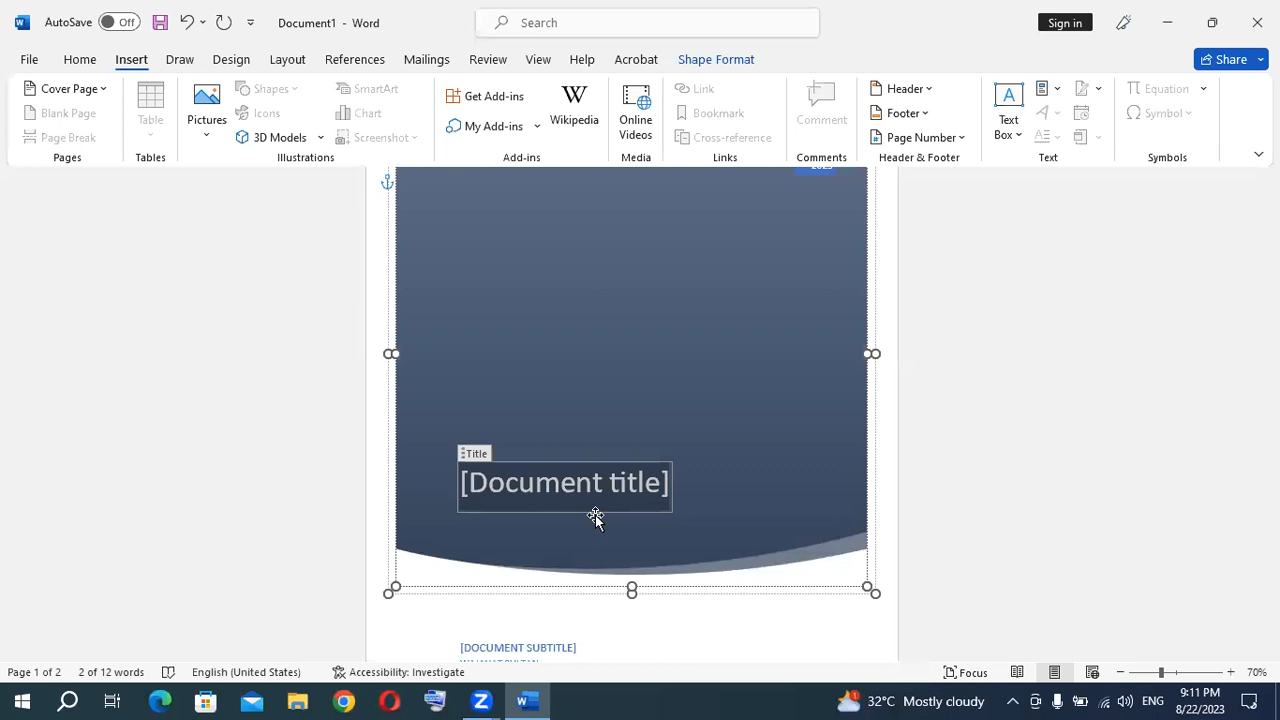 AutoSave Off Document1 - Word Search Sign in
File Home Insert Draw Design Layout References Mailings Review View Help Acrobat Shape Format Share
Cover Page
Blank Page
Page Break
Pages
Table
Tables
Pictures
Shapes
Icons
3D Models
SmartArt
Chart
Screenshot
Illustrations
Get Add-ins
My Add-ins
Wikipedia
Add-ins
Online
Videos
Media
Link
Bookmark
Cross-reference
Links
Comment
Comments
Header
Footer
Page Number
Header & Footer
A
Text
Box
Text
Equation
Symbol
Symbols
Title
[Document title]
[DOCUMENT SUBTITLE]
Page 1 of 2 2 of 12 words English (United States) Accessibility: Investigate Focus 70%
32°C Mostly cloudy ENG 9:11 PM
8/22/2023